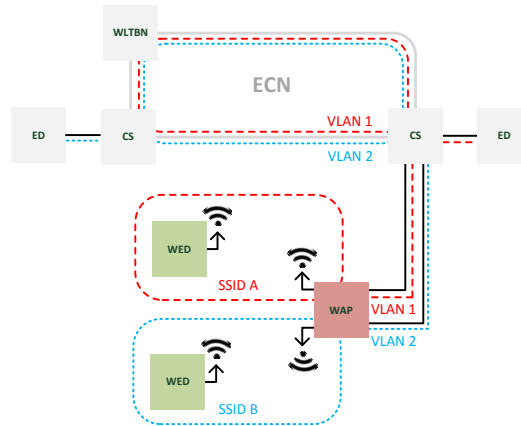 WLTBN
ECN
VLAN 1
ED
CS
CS
ED
VLAN 2
WED
SSID A
WAP
VLAN 1
VLAN 2
WED
SSID B